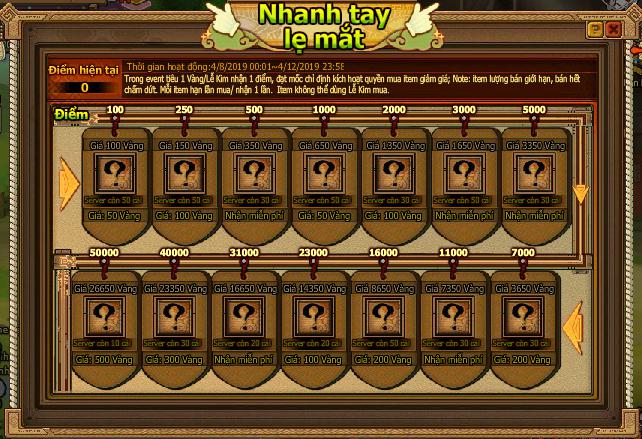 Nhanh tay
lẹ mắt
Điểm hiện tại
0
Thời gian hoạt động:4/8/2019 00:01~4/12/2019 23:58
Trong event tiêu 1 Vàng/Lễ Kim nhận 1 điểm, đạt mốc chỉ định kích hoạt quyền mua item giảm giá; Note: item lượng bán giới hạn, bán hết
chấm dứt. Mỗi item hạn lần mua/ nhận 1 lần. Item không thể dùng Lễ Kim mua.
Điểm 100 250 500 1000 2000 3000 5000
Giá 100 Vàng Giá 150 Vàng Giá 350 Vàng Giá 650 Vàng Giá 1350 Vàng Giá 1650 Vàng Giá 3350 Vàng
Server còn 50 cái Server còn 50 cái Server còn 30 cái Server còn 50 cái Server còn 30 cái Server còn 50 cái Server còn 30 cái
Giá: 50 Vàng Giá: 100 Vàng Nhận miễn phí Giá: 50 Vàng Giá: 100 Vàng Nhận miễn phí Nhận miễn phí
50000 40000 31000 23000 16000 11000 7000
Giá 26650 Vàng Giá 23350 Vàng Giá 16650 Vàng Giá 14350 Vàng Giá 8650 Vàng Giá 7350 Vàng Giá 3650 Vàng
Server còn 10 cái Server còn 30 cái Server còn 20 cái Server còn 20 cái Server còn 50 cái Server còn 50 cái Server còn 30 cái
Giá: 500 Vàng Giá: 300 Vàng Nhận miễn phí Giá: 100 Vàng Giá: 200 Vàng Nhận miễn phí Giá: 200 Vàng